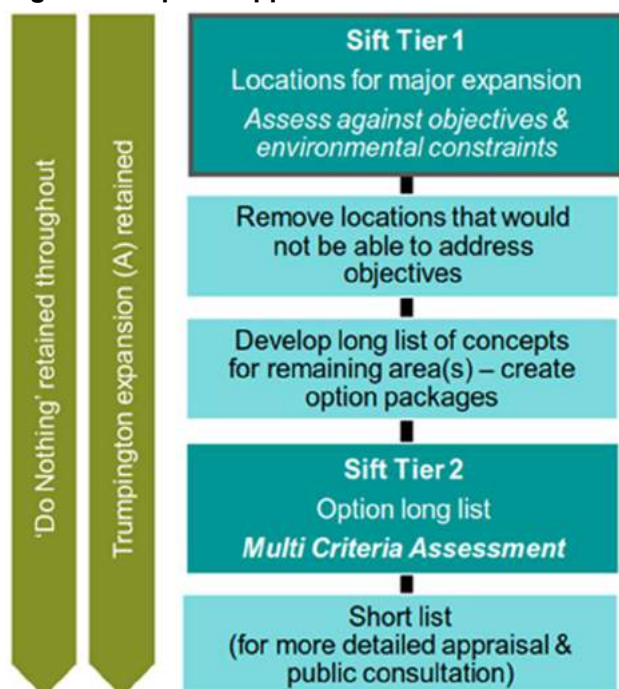 'Do Nothing' retained throughout
Trumpington expansion (A) retained
Sift Tier 1
Locations for major expansion
Assess against objectives &
environmental constraints
Remove locations that would
not be able to address
objectives
Develop long list of concepts
for remaining area(s) – create
option packages
Sift Tier 2
Option long list
Multi Criteria Assessment
Short list
(for more detailed appraisal &
public consultation)